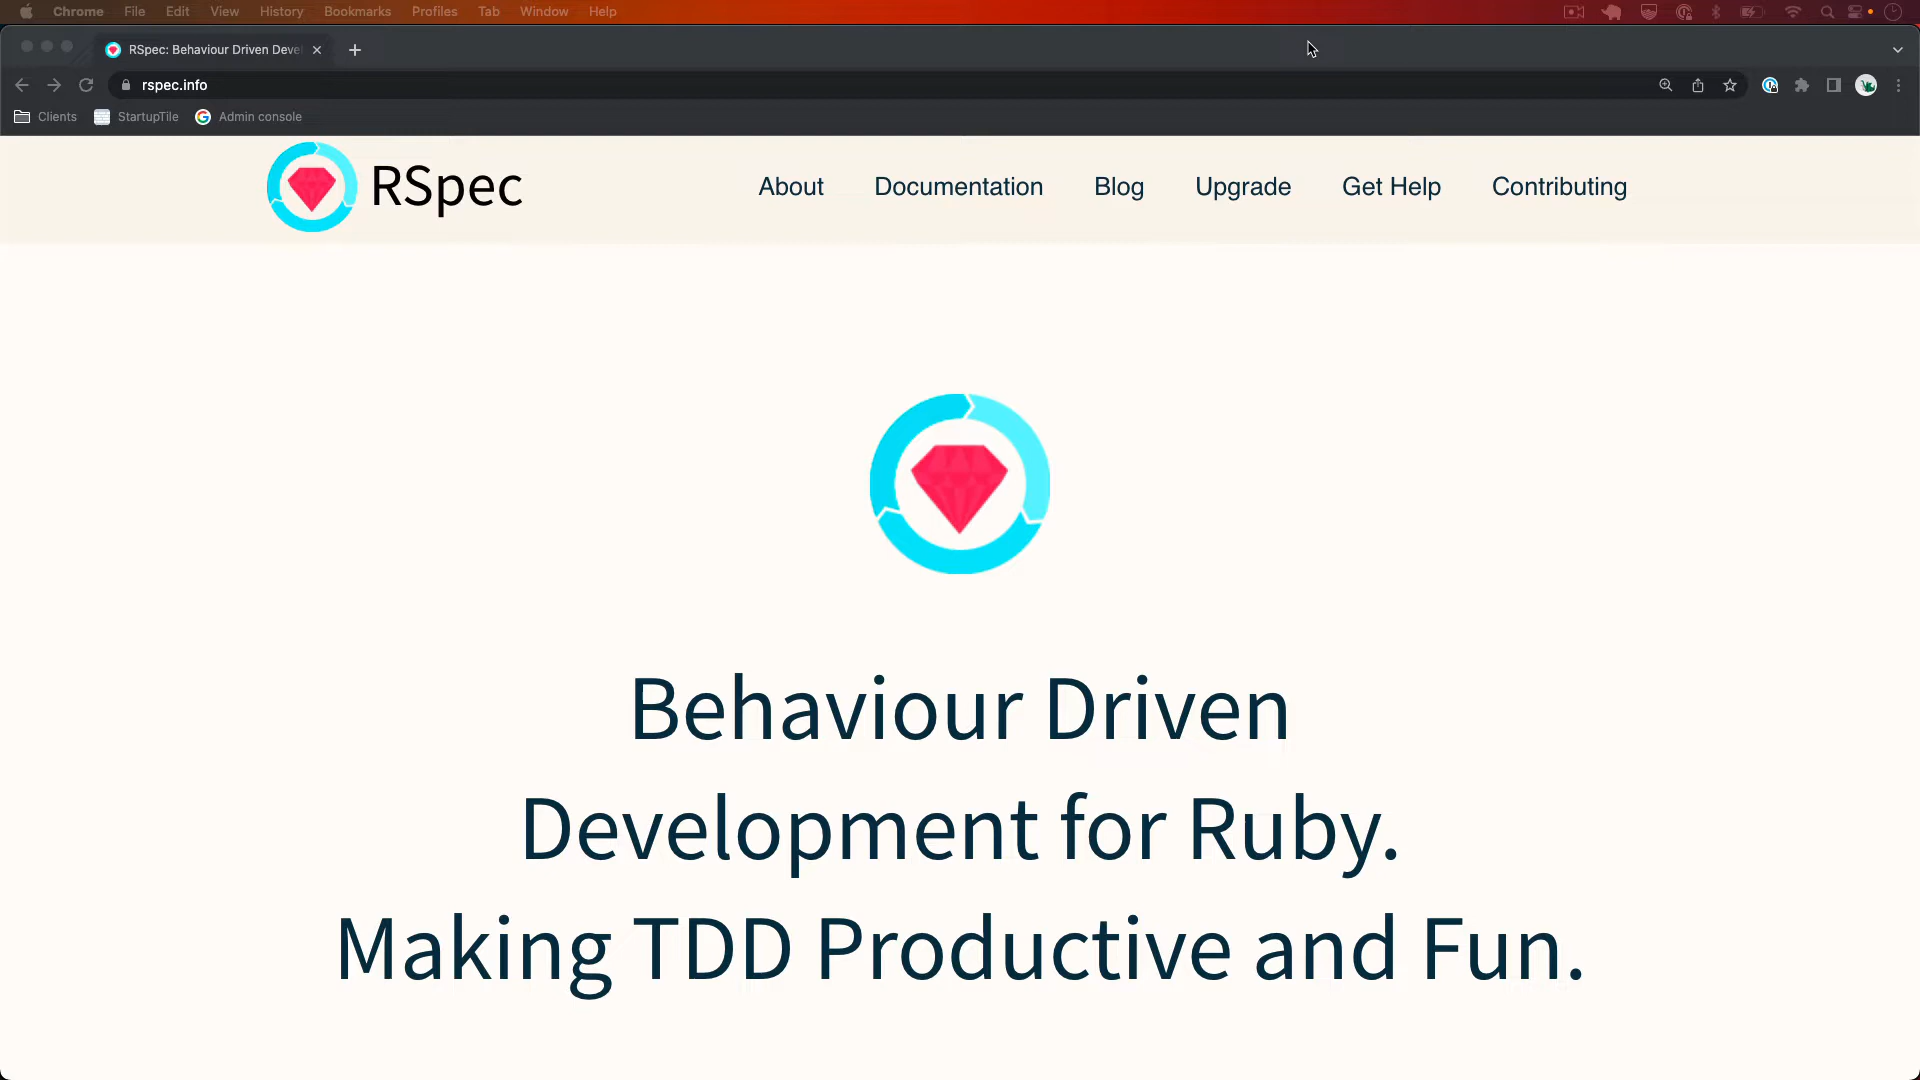 Chrome File Edit View History Bookmarks Profiles Tab Window Help
RSpec: Behaviour Driven Deve
rspec.info
Clients StartupTile Admin console
RSpec About Documentation Blog Upgrade Get Help Contributing
Behaviour Driven
Development for Ruby.
Making TDD Productive and Fun.